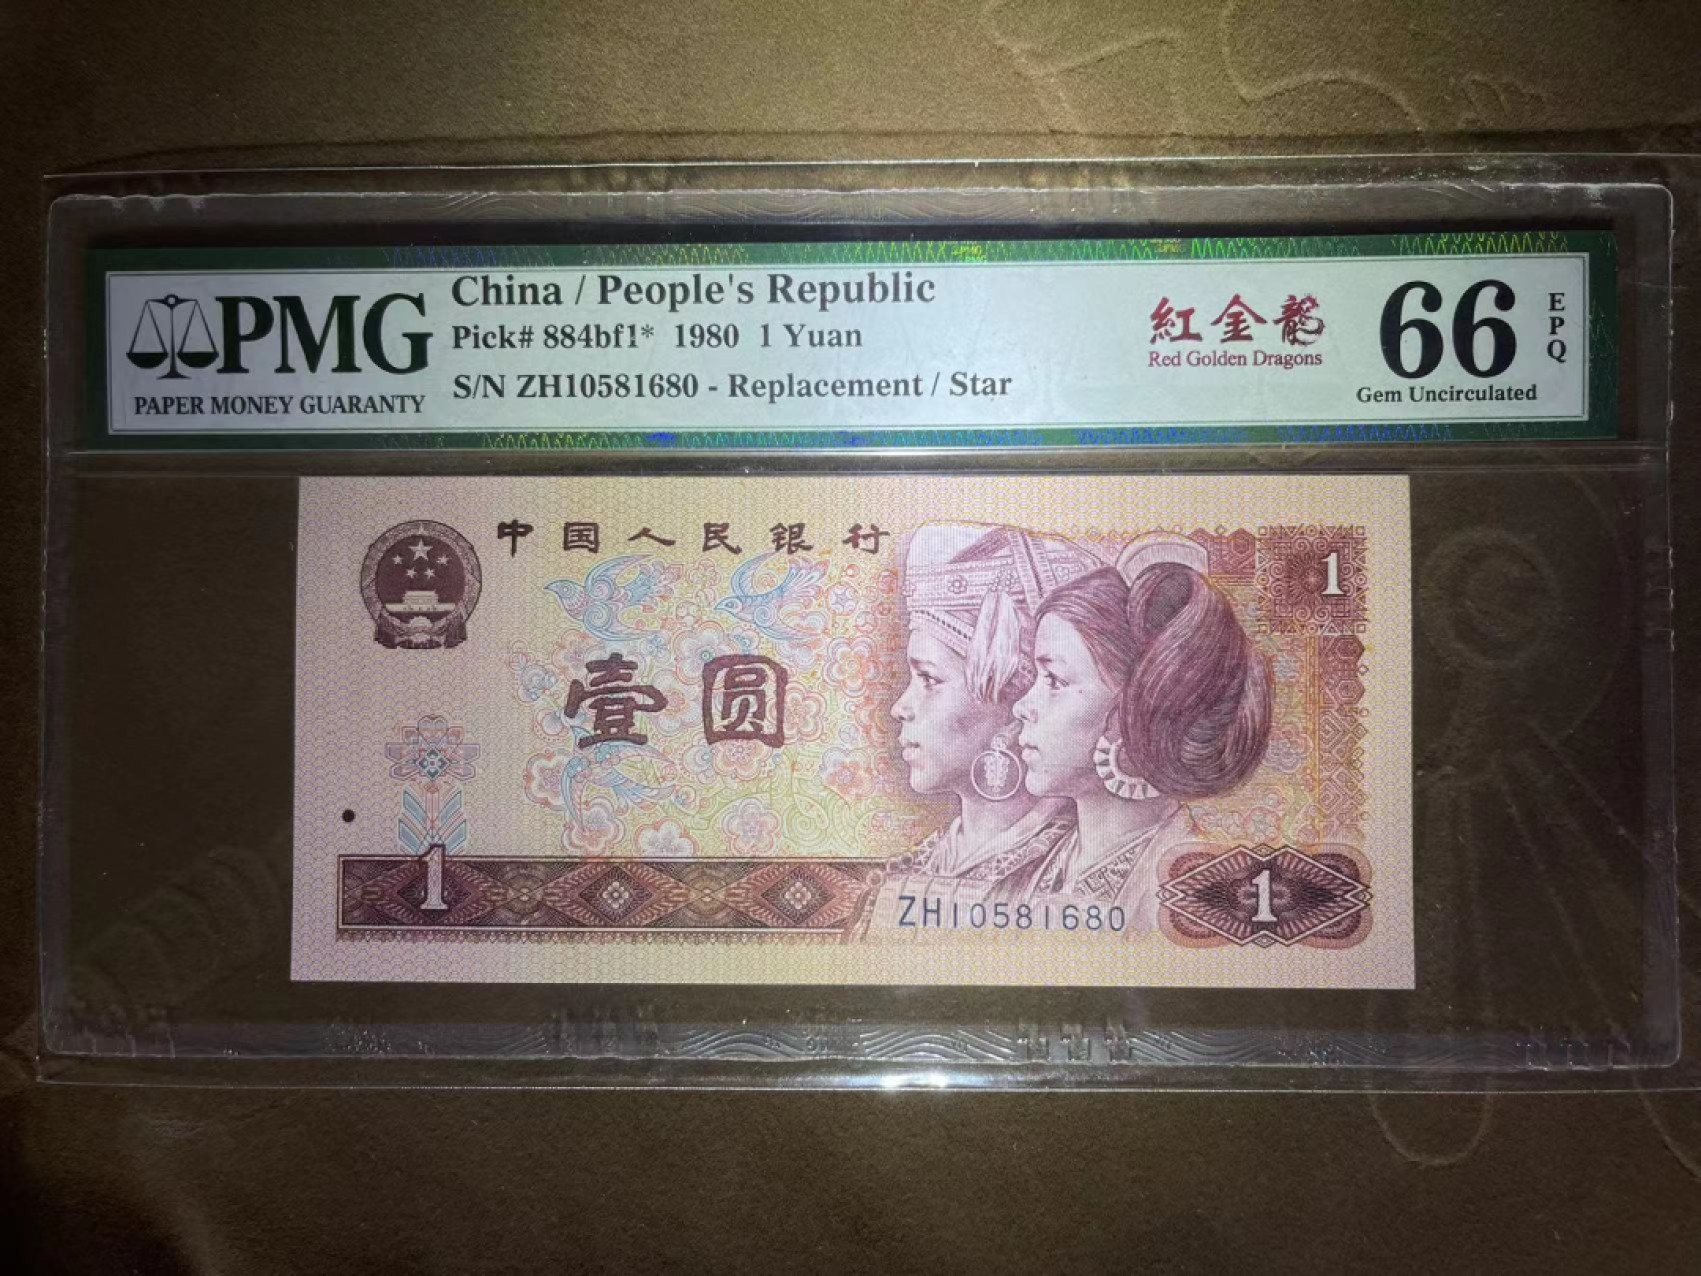 PMG
PAPER MONEY GUARANTY
China / People's Republic
Pick# 884bf1* 1980 1 Yuan
S/N ZH10581680 - Replacement / Star
紅金龍
Red Golden Dragons
66
EPQ
Gem Uncirculated
中国人民银行
1
壹圆
1
ZH10581680
1